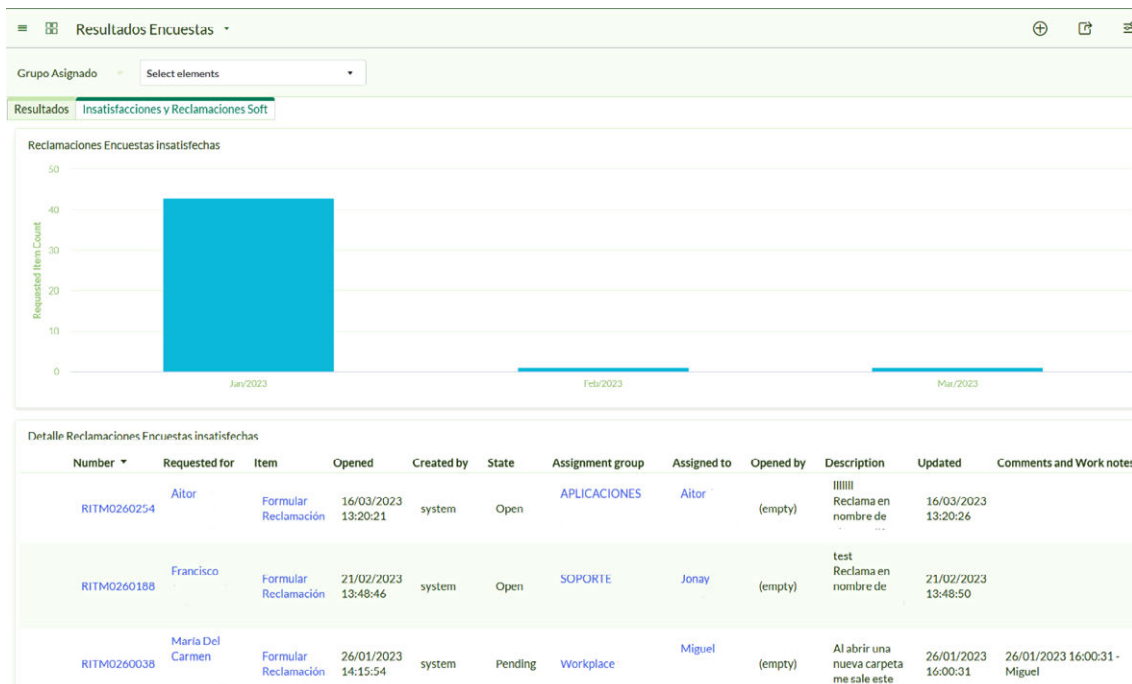 Resultados Encuestas
Grupo Asignado
Select elements
Resultados
Insatisfacciones y Reclamaciones Soft
Reclamaciones Encuestas insatisfechas
50
40
30
20
10
0
Requested Item Count
Jan/2023
Feb/2023
Mar/2023
Detalle Reclamaciones Encuestas insatisfechas
Number Requested for Item Opened Created by State Assignment group Assigned to Opened by Description Updated Comments and Work notes
RITM0260254
Aitor
Formular
Reclamación
16/03/2023
13:20:21
system
Open
APLICACIONES
Aitor
(empty)
llllllll
Reclama en
nombre de
16/03/2023
13:20:26
RITM0260188
Francisco
Formular
Reclamación
21/02/2023
13:48:46
system
Open
SOPORTE
Jonay
(empty)
test
Reclama en
nombre de
21/02/2023
13:48:50
RITM0260038
María Del
Carmen
Formular
Reclamación
26/01/2023
14:15:54
system
Pending
Workplace
Miguel
(empty)
Al abrir una
nueva carpeta
me sale este
26/01/2023
16:00:31
26/01/2023 16:00:31 -
Miguel